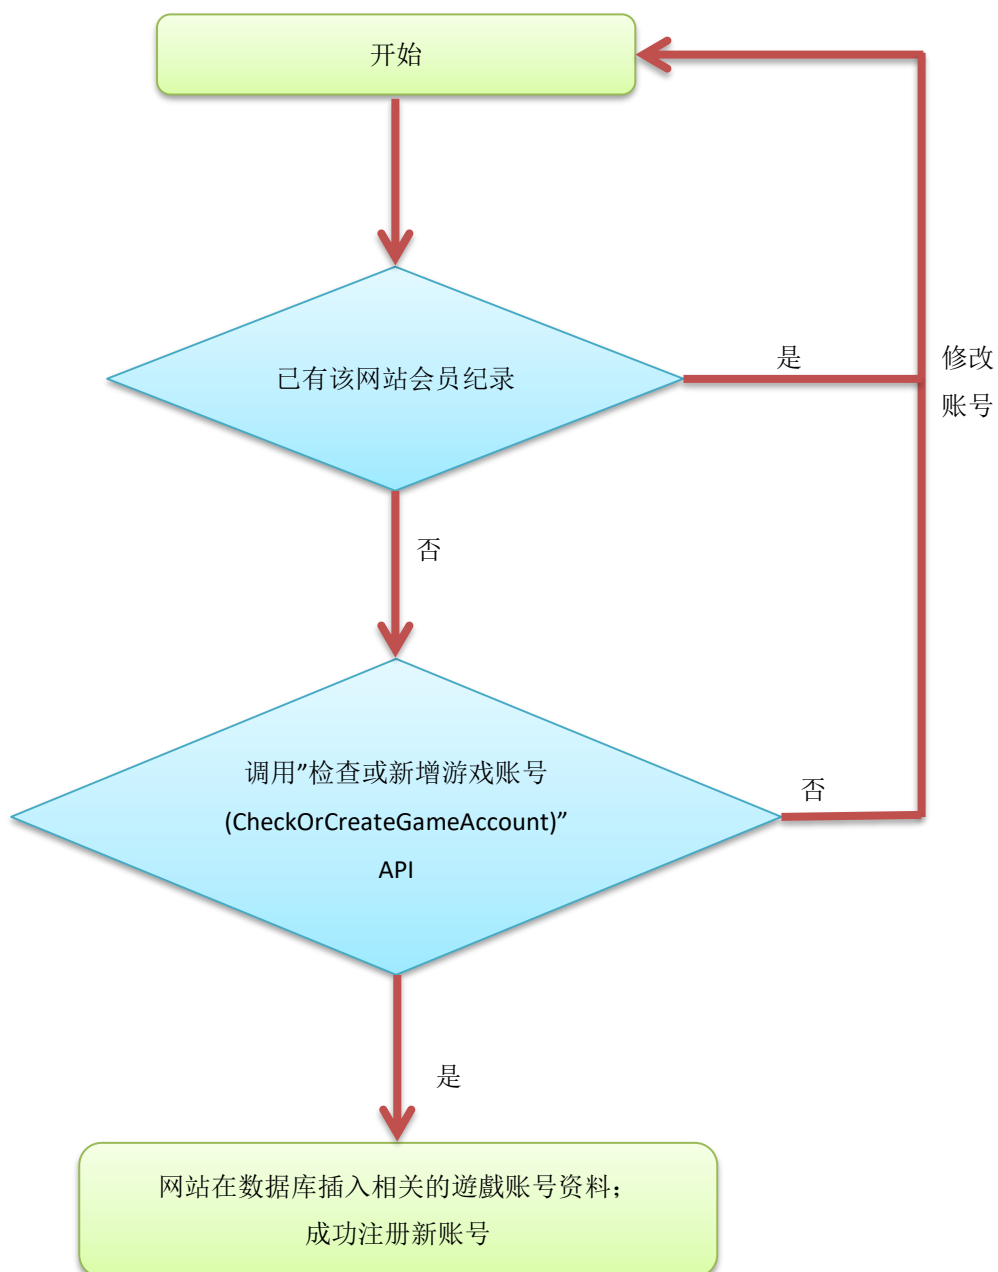 开始
已有该网站会员纪录
是
修改
账号
否
调用”检查或新增游戏账号
(CheckOrCreateGameAccount)”
API
否
是
网站在数据库插入相关的遊戲账号资料；
成功注册新账号